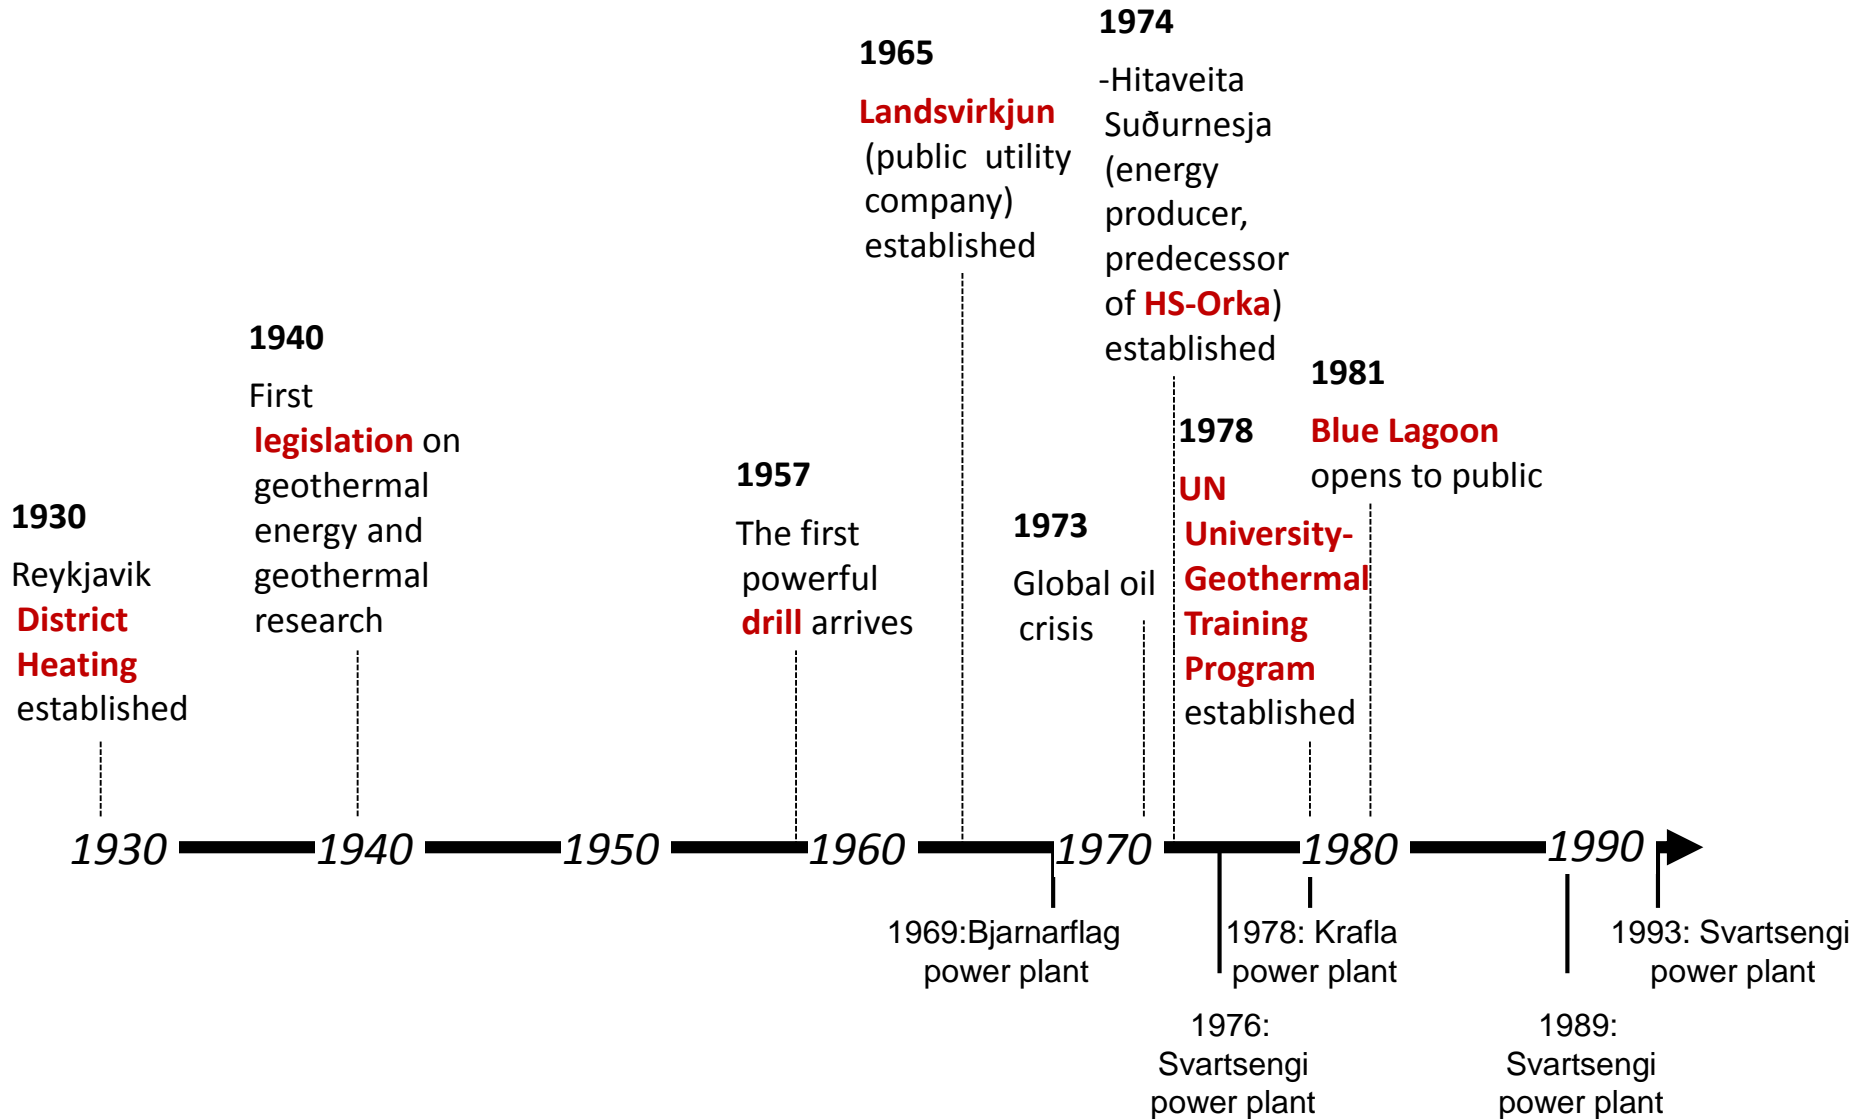 1930
Reykjavik
District
Heating
established
1940
First
legislation on
geothermal
energy and
geothermal
research
1957
The first
powerful
drill arrives
1965
Landsvirkjun
(public utility
company)
established
1973
Global oil
crisis
1974
-Hitaveita
Suðurnesja
(energy
producer,
predecessor
of HS-Orka)
established
1978
UN
University-
Geothermal
Training
Program
established
1981
Blue Lagoon
opens to public
1930 1940 1950 1960 1970 1980 1990
1969:Bjarnarflag
power plant
1976:
Svartsengi
power plant
1978: Krafla
power plant
1989:
Svartsengi
power plant
1993: Svartsengi
power plant